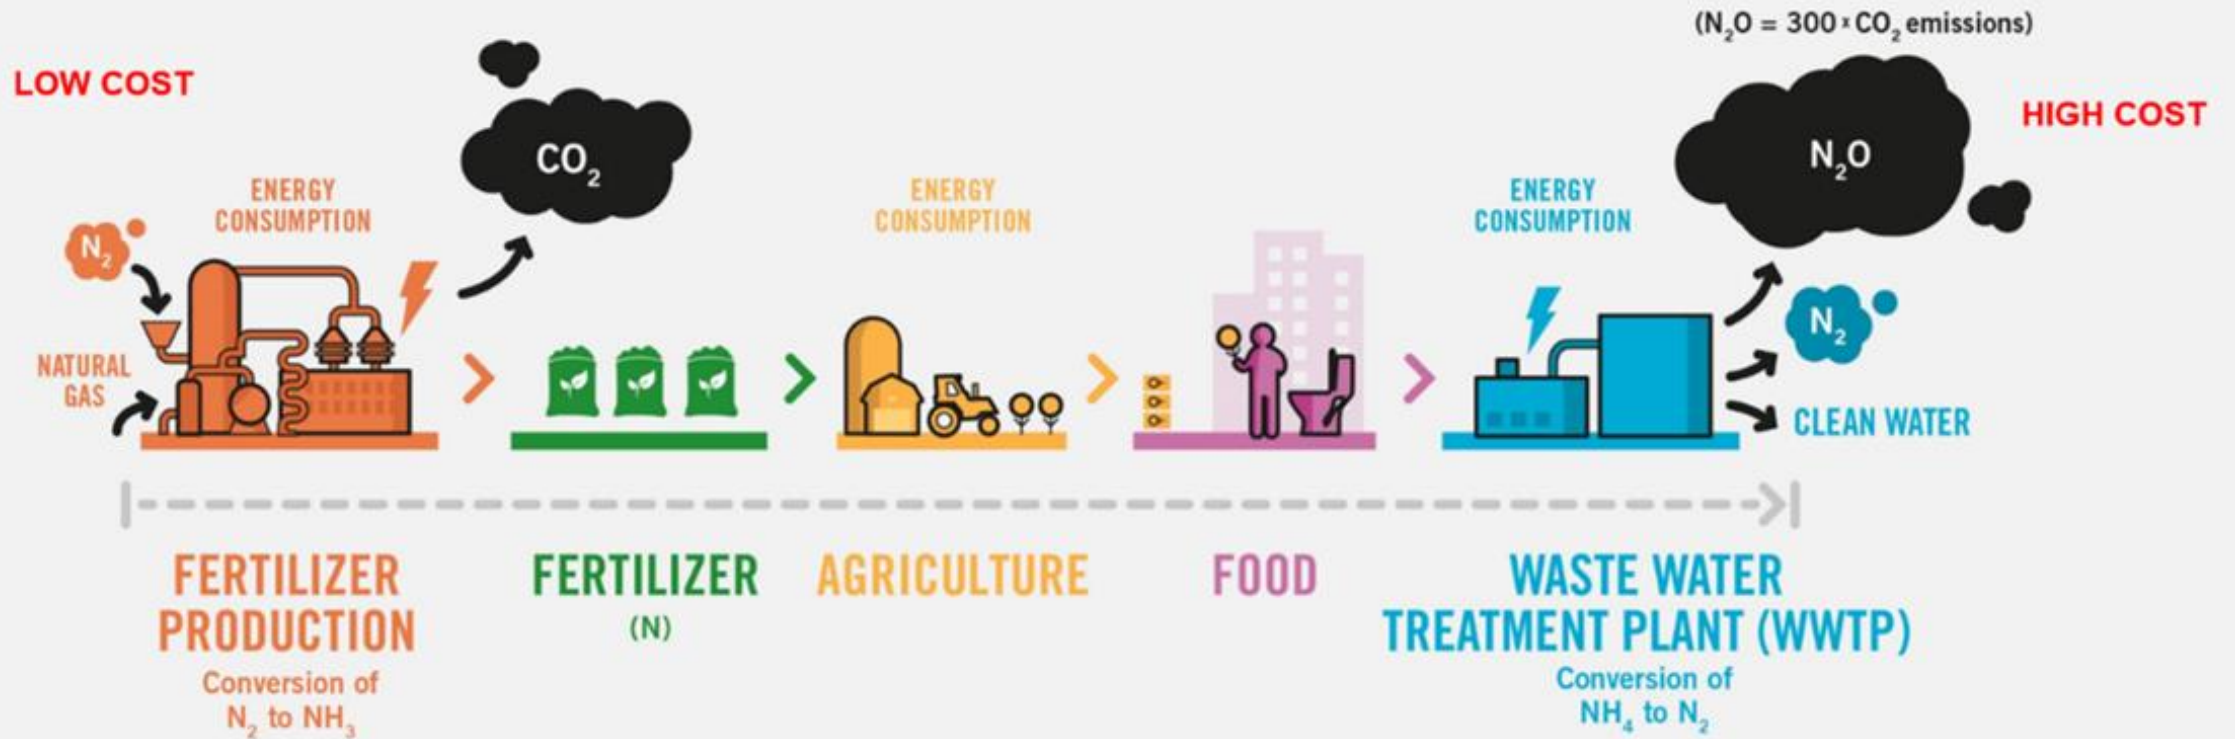 (N₂O = 300 x CO₂ emissions)
LOW COST
HIGH COST
CO₂
N₂O
ENERGY
CONSUMPTION
ENERGY
CONSUMPTION
ENERGY
CONSUMPTION
N₂
NATURAL
GAS
N₂
CLEAN WATER
FERTILIZER
PRODUCTION
Conversion of
N₂ to NH₃
FERTILIZER
(N)
AGRICULTURE
FOOD
WASTE WATER
TREATMENT PLANT (WWTP)
Conversion of
NH₄ to N₂